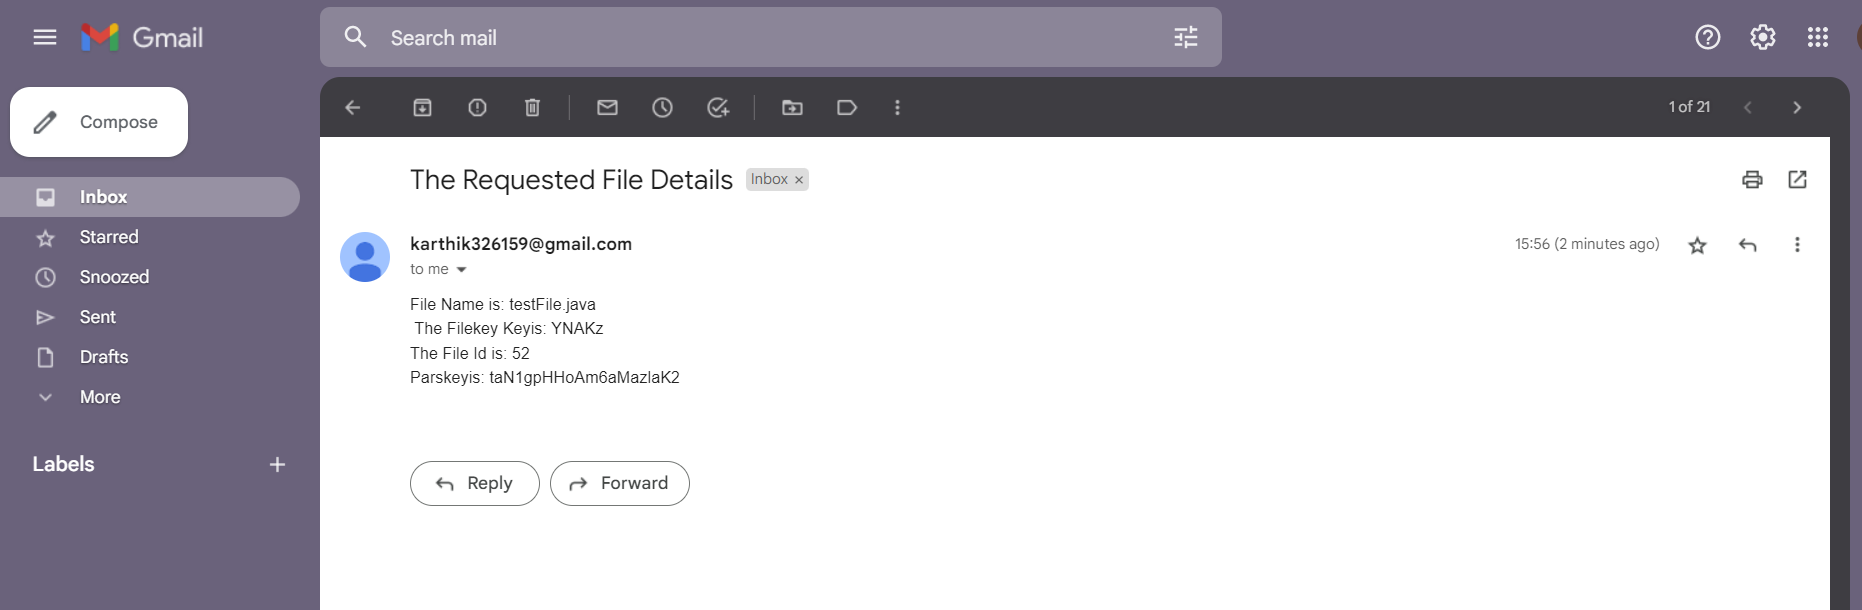 Gmail
Search mail
Compose
1 of 21
Inbox
Starred
Snoozed
Sent
Drafts
More
Labels
The Requested File Details Inbox ×
karthik326159@gmail.com
15:56 (2 minutes ago)
to me
File Name is: testFile.java
The Filekey Keyis: YNAKz
The File Id is: 52
Parskeyis: taN1gpHHoAm6aMazlaK2
Reply
Forward